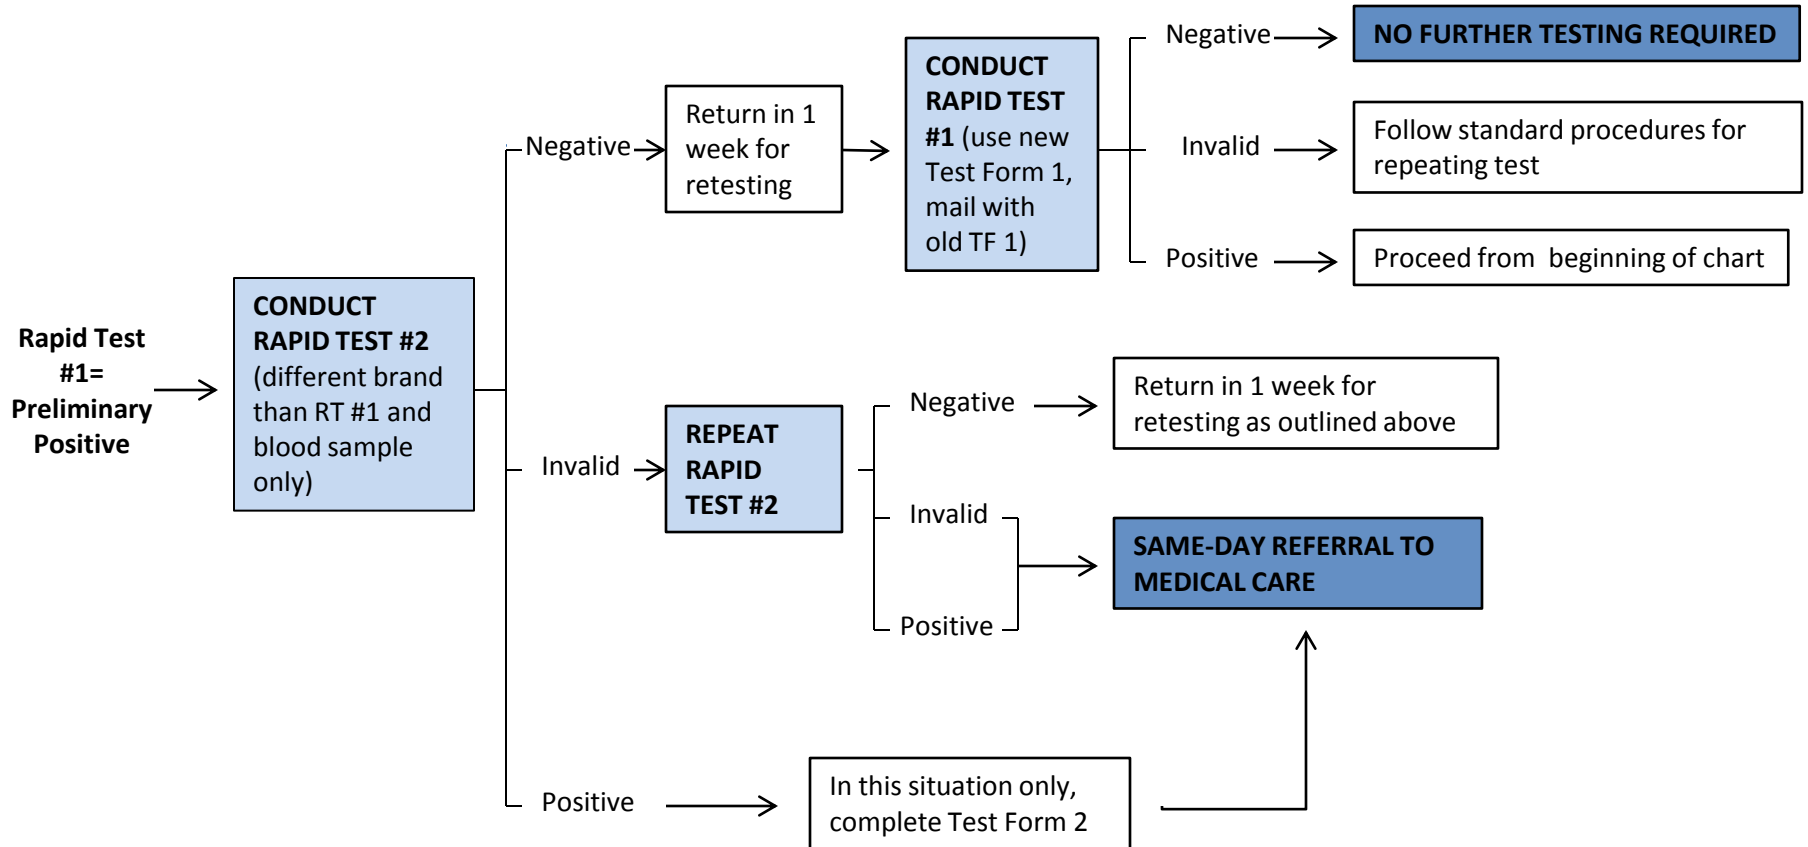 Rapid Test
#1=
Preliminary
Positive
CONDUCT
RAPID TEST #2
(different brand
than RT #1 and
blood sample
only)
Negative
Return in 1
week for
retesting
CONDUCT
RAPID TEST
#1 (use new
Test Form 1,
mail with
old TF 1)
Negative
NO FURTHER TESTING REQUIRED
Invalid
Follow standard procedures for
repeating test
Positive
Proceed from beginning of chart
Invalid
REPEAT
RAPID
TEST #2
Negative
Return in 1 week for
retesting as outlined above
Invalid
Positive
SAME-DAY REFERRAL TO
MEDICAL CARE
Positive
In this situation only,
complete Test Form 2